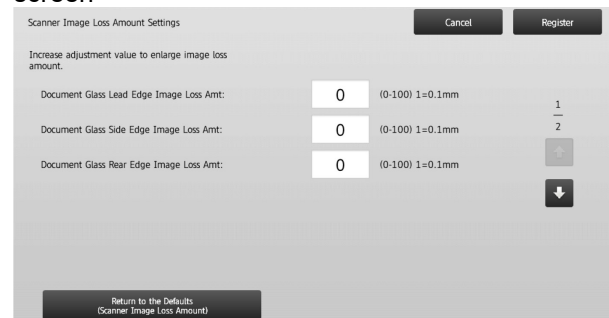 screen
Scanner Image Loss Amount Settings
Cancel
Register
Increase adjustment value to enlarge image loss
amount.
Document Glass Lead Edge Image Loss Amt: 0 (0-100) 1=0.1mm
1
Document Glass Side Edge Image Loss Amt: 0 (0-100) 1=0.1mm
2
Document Glass Rear Edge Image Loss Amt: 0 (0-100) 1=0.1mm
Return to the Defaults
(Scanner Image Loss Amount)